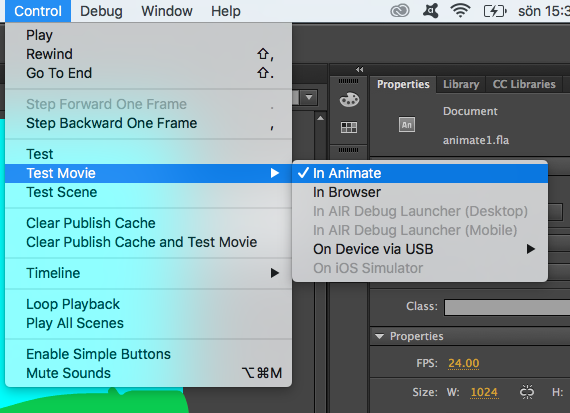 Control Debug Window Help sön 15:3
Play
Rewind ⇧,
Go To End ⇧.
Step Forward One Frame .
Step Backward One Frame ,
Test
Test Movie ▶
Test Scene
Clear Publish Cache
Clear Publish Cache and Test Movie
Timeline ▶
Loop Playback
Play All Scenes
Enable Simple Buttons
Mute Sounds ⌥⌘M
✓ In Animate
In Browser
In AIR Debug Launcher (Desktop)
In AIR Debug Launcher (Mobile)
On Device via USB ▶
On iOS Simulator
Properties Library CC Libraries
Document
An
animate1.fla
Class:
Properties
FPS: 24.00
Size: W: 1024 H: